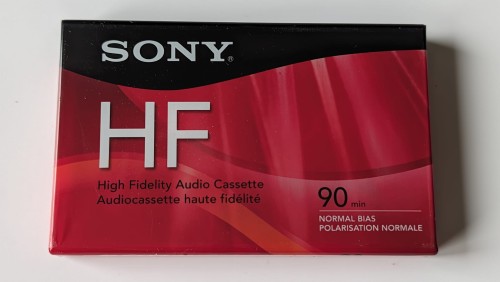 SONY®
HF
High Fidelity Audio Cassette
Audiocassette haute fidélité
90 min
NORMAL BIAS
POLARISATION NORMALE